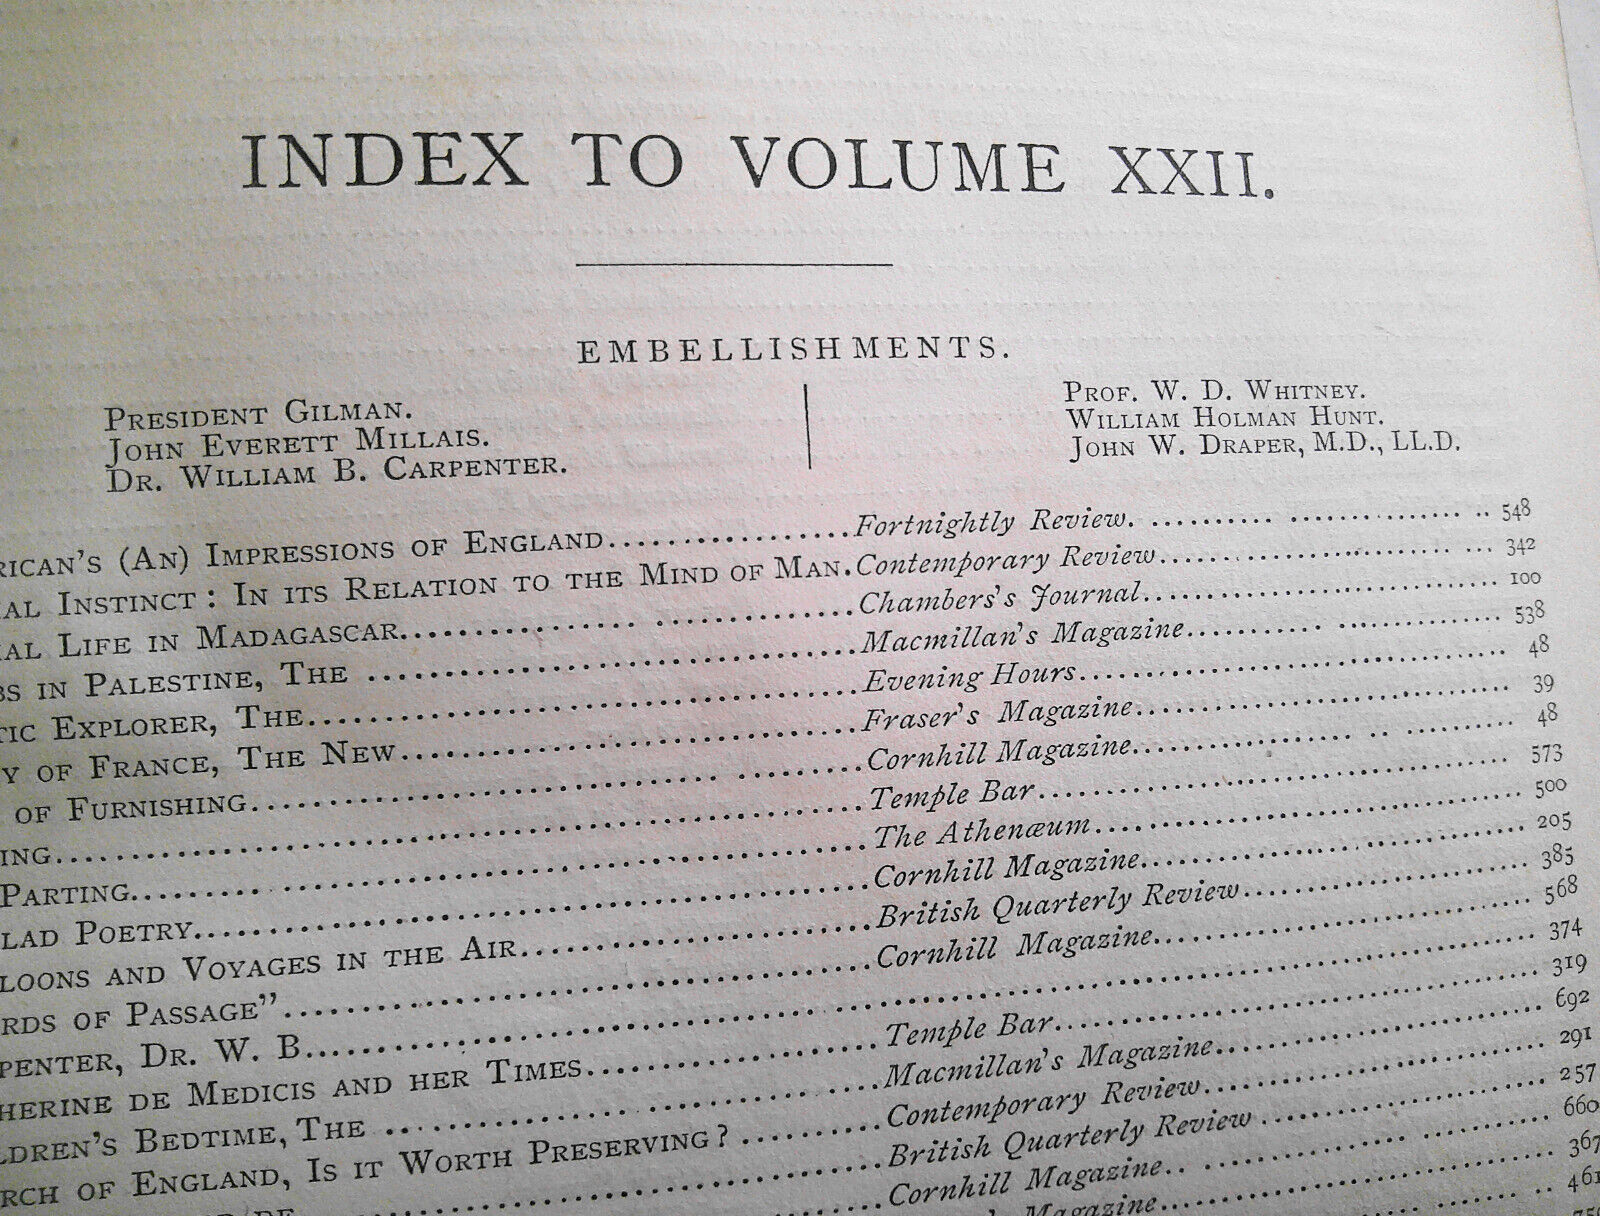 INDEX TO VOLUME XXII.
EMBELLISHMENTS.
PRESIDENT GILMAN.
JOHN EVERETT MILLAIS.
DR. WILLIAM B. CARPENTER.
PROF. W. D. WHITNEY.
WILLIAM HOLMAN HUNT.
JOHN W. DRAPER, M.D., LL.D.
RICAN'S (AN) IMPRESSIONS OF ENGLAND Fortnightly Review. 548
AL INSTINCT: IN ITS RELATION TO THE MIND OF MAN. Contemporary Review 342
AL LIFE IN MADAGASCAR Chambers's Journal 100
BS IN PALESTINE, THE Macmillan's Magazine 538
TIC EXPLORER, THE Evening Hours 48
Y OF FRANCE, THE NEW Fraser's Magazine 39
OF FURNISHING Cornhill Magazine 48
ING Temple Bar 573
PARTING The Athenæum 500
LAD POETRY Cornhill Magazine 205
LOONS AND VOYAGES IN THE AIR British Quarterly Review 385
RDS OF PASSAGE" Cornhill Magazine 568
PENTER, DR. W. B. 374
HERINE DE MEDICIS AND HER TIMES Temple Bar 319
LDREN'S BEDTIME, THE Macmillan's Magazine 692
RCH OF ENGLAND, IS IT WORTH PRESERVING? Contemporary Review 291
British Quarterly Review 257
Cornhill Magazine 660
Magazine 367
461